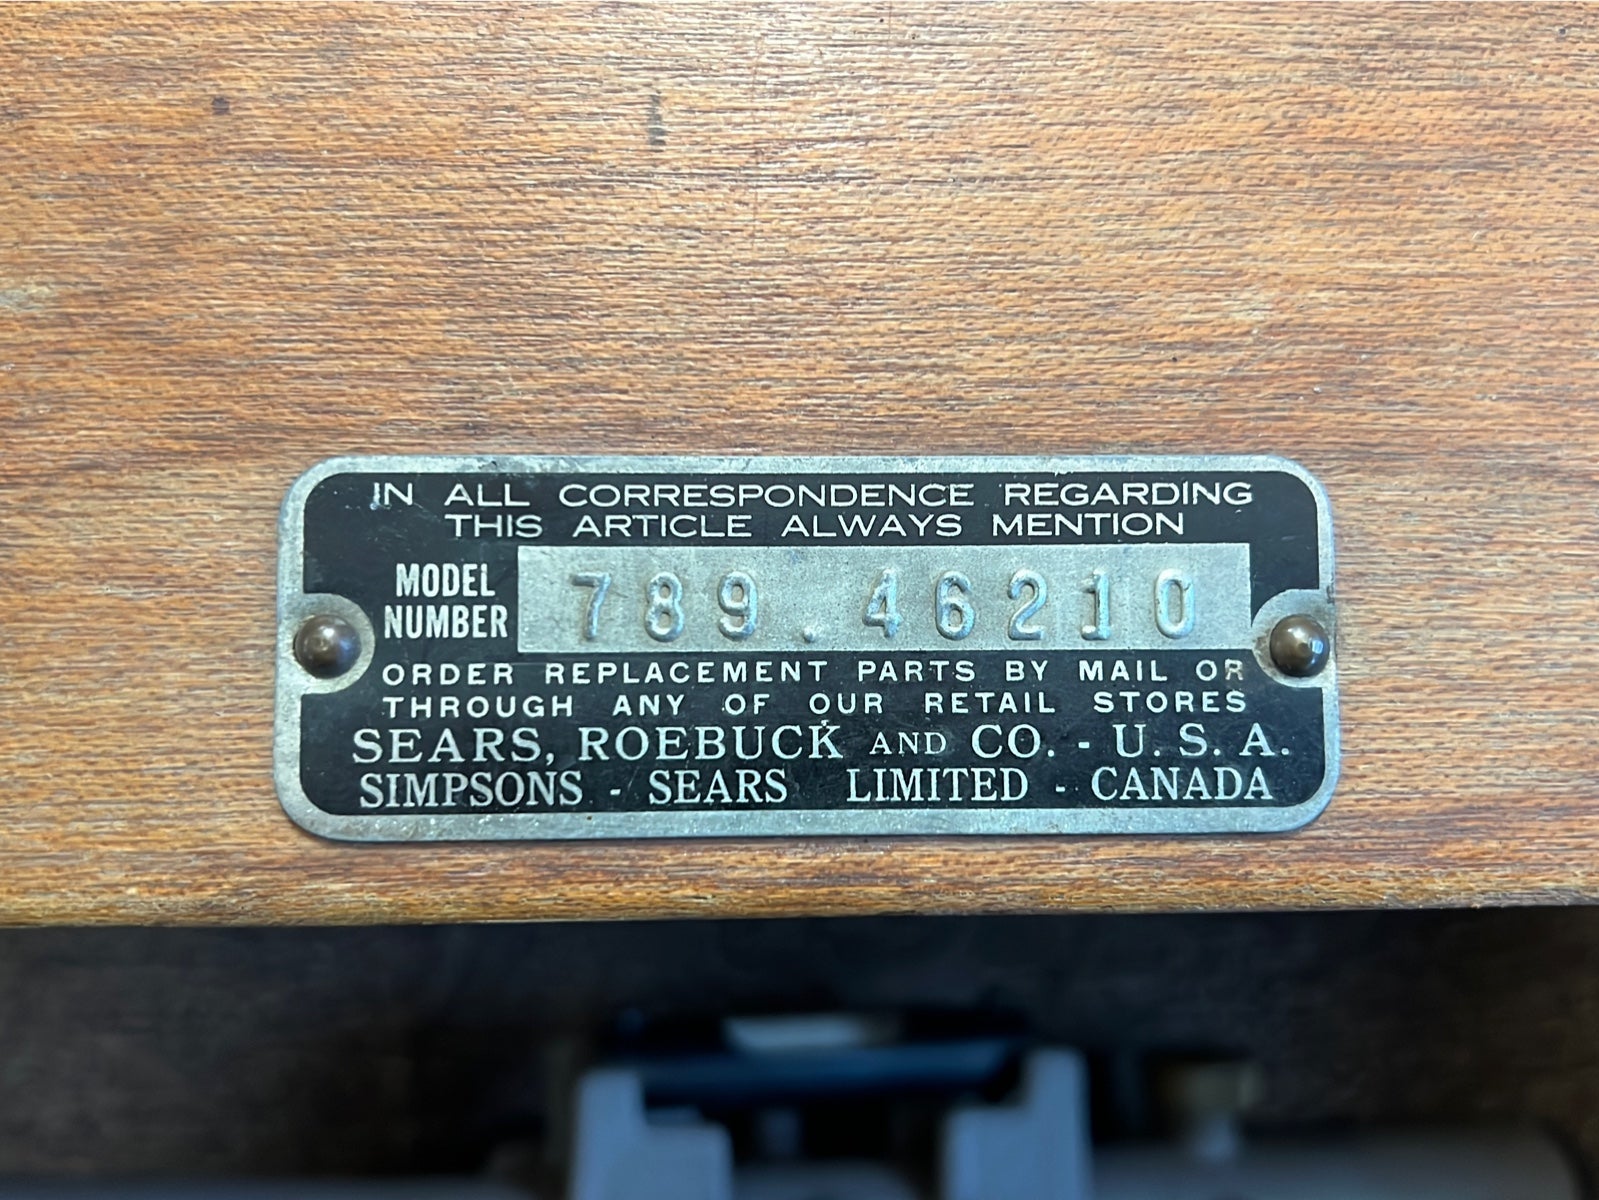 IN ALL CORRESPONDENCE REGARDING
THIS ARTICLE ALWAYS MENTION
MODEL
NUMBER
789.46210
ORDER REPLACEMENT PARTS BY MAIL OR
THROUGH ANY OF OUR RETAIL STORES
SEARS, ROEBUCK AND CO. - U. S. A.
SIMPSONS - SEARS LIMITED - CANADA